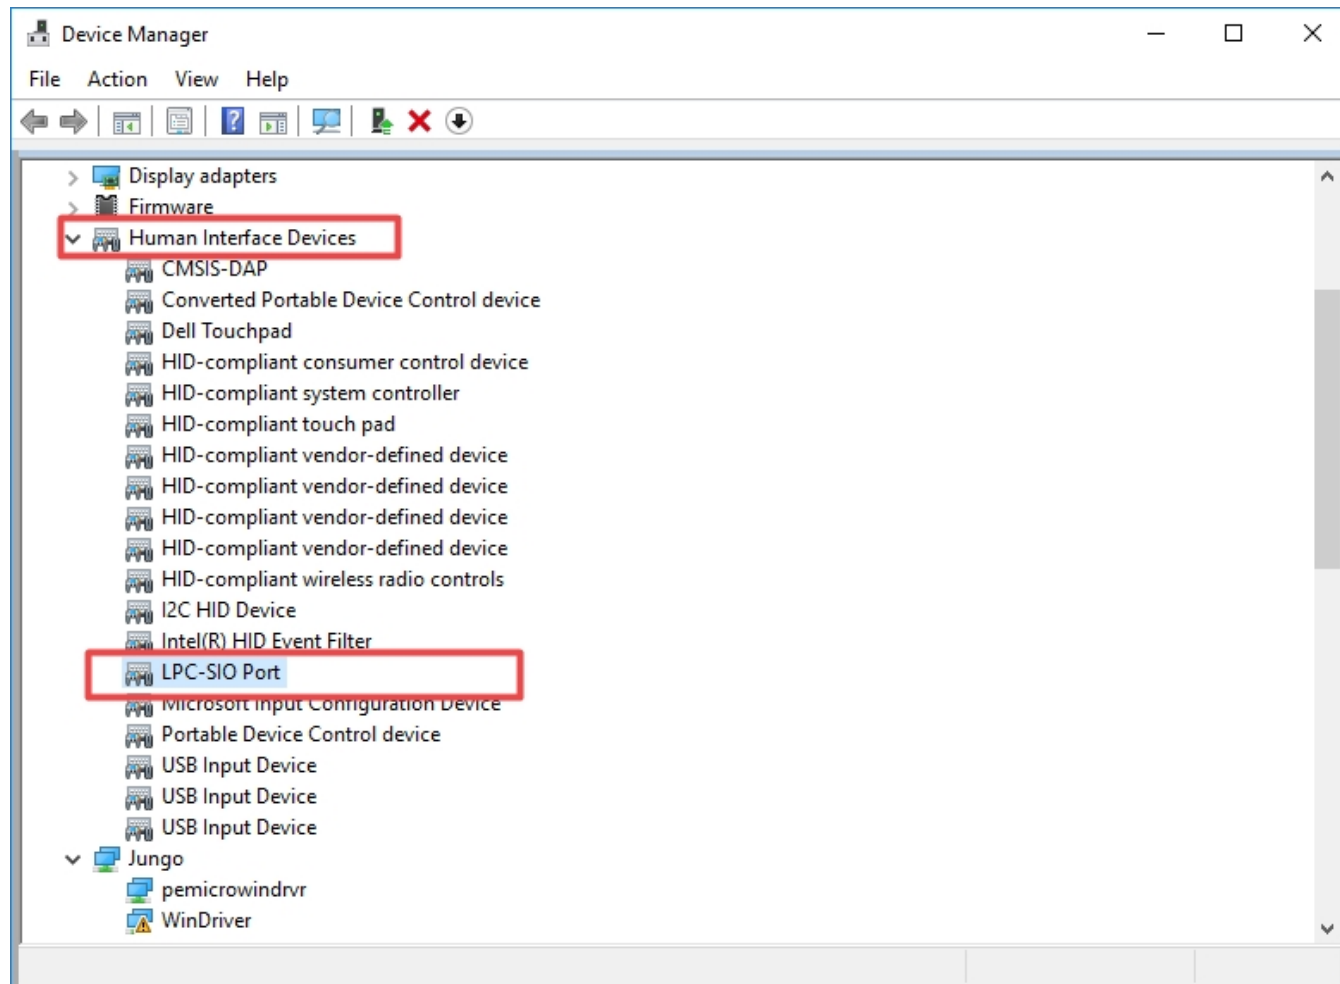 Device Manager
File Action View Help
Display adapters
Firmware
Human Interface Devices
CMSIS-DAP
Converted Portable Device Control device
Dell Touchpad
HID-compliant consumer control device
HID-compliant system controller
HID-compliant touch pad
HID-compliant vendor-defined device
HID-compliant vendor-defined device
HID-compliant vendor-defined device
HID-compliant vendor-defined device
HID-compliant wireless radio controls
I2C HID Device
Intel(R) HID Event Filter
LPC-SIO Port
Microsoft Input Configuration Device
Portable Device Control device
USB Input Device
USB Input Device
USB Input Device
Jungo
pemicrowindrvr
WinDriver